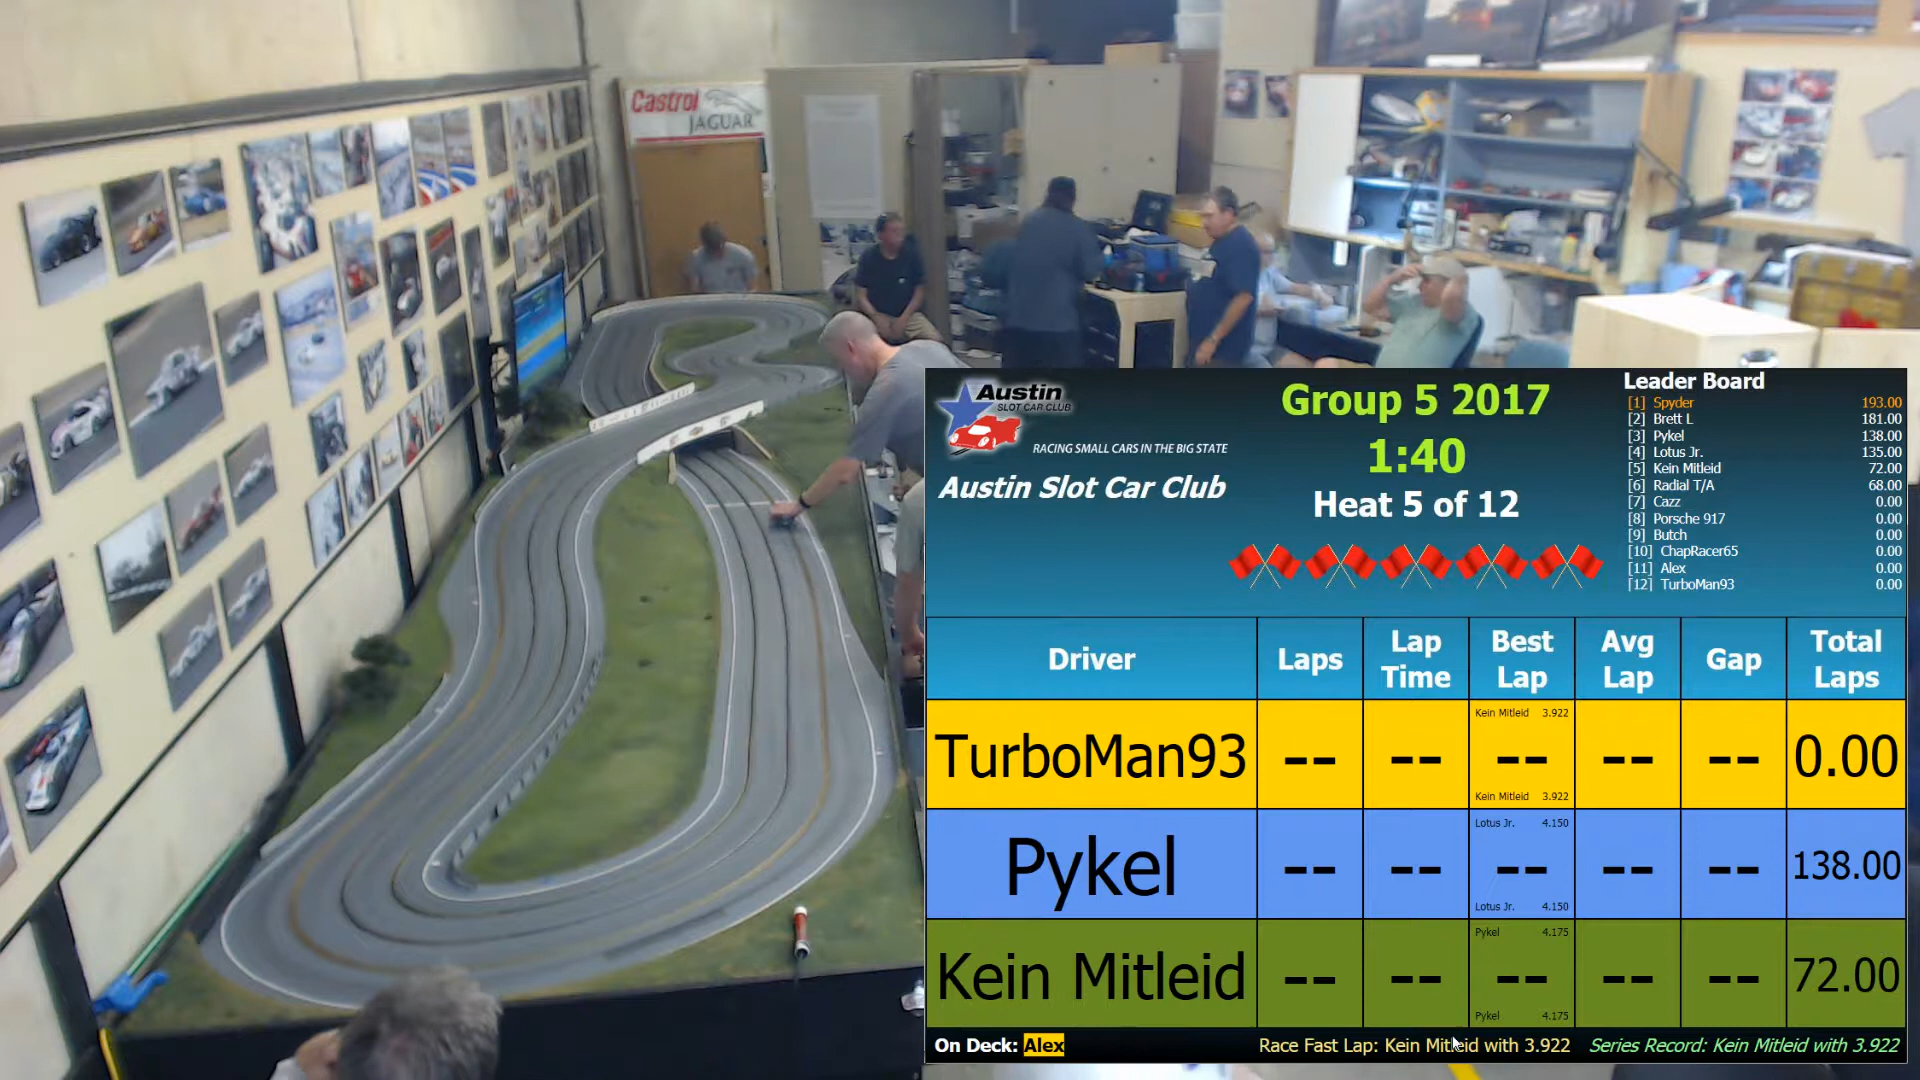 Castrol
JAGUAR
Austin
SLOT CAR CLUB
RACING SMALL CARS IN THE BIG STATE
Austin Slot Car Club
Group 5 2017
1:40
Heat 5 of 12
Leader Board
[1] Spyder 193.00
[2] Brett L 181.00
[3] Pykel 138.00
[4] Lotus Jr. 135.00
[5] Kein Mitleid 72.00
[6] Radial T/A 68.00
[7] Cazz 0.00
[8] Porsche 917 0.00
[9] Butch 0.00
[10] ChapRacer65 0.00
[11] Alex 0.00
[12] TurboMan93 0.00
Driver Laps Lap Time Best Lap Avg Lap Gap Total Laps
Kein Mitleid 3.922
TurboMan93 -- -- -- -- -- 0.00
Kein Mitleid 3.922
Lotus Jr. 4.150
Pykel -- -- -- -- -- 138.00
Lotus Jr. 4.150
Pykel 4.175
Kein Mitleid -- -- -- -- -- 72.00
Pykel 4.175
On Deck: Alex Race Fast Lap: Kein Mitleid with 3.922 Series Record: Kein Mitleid with 3.922